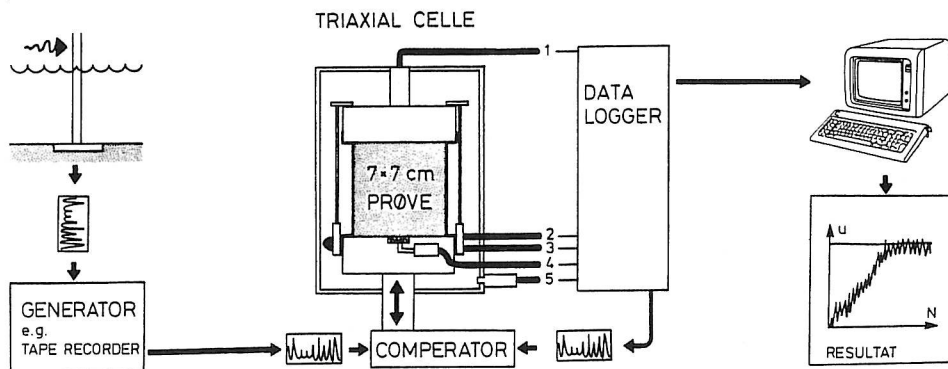 TRIAXIAL CELLE
1
DATA
LOGGER
7×7 cm
PRØVE
2
3
4
5
GENERATOR
e.g.
TAPE RECORDER
COMPERATOR
u
N
RESULTAT